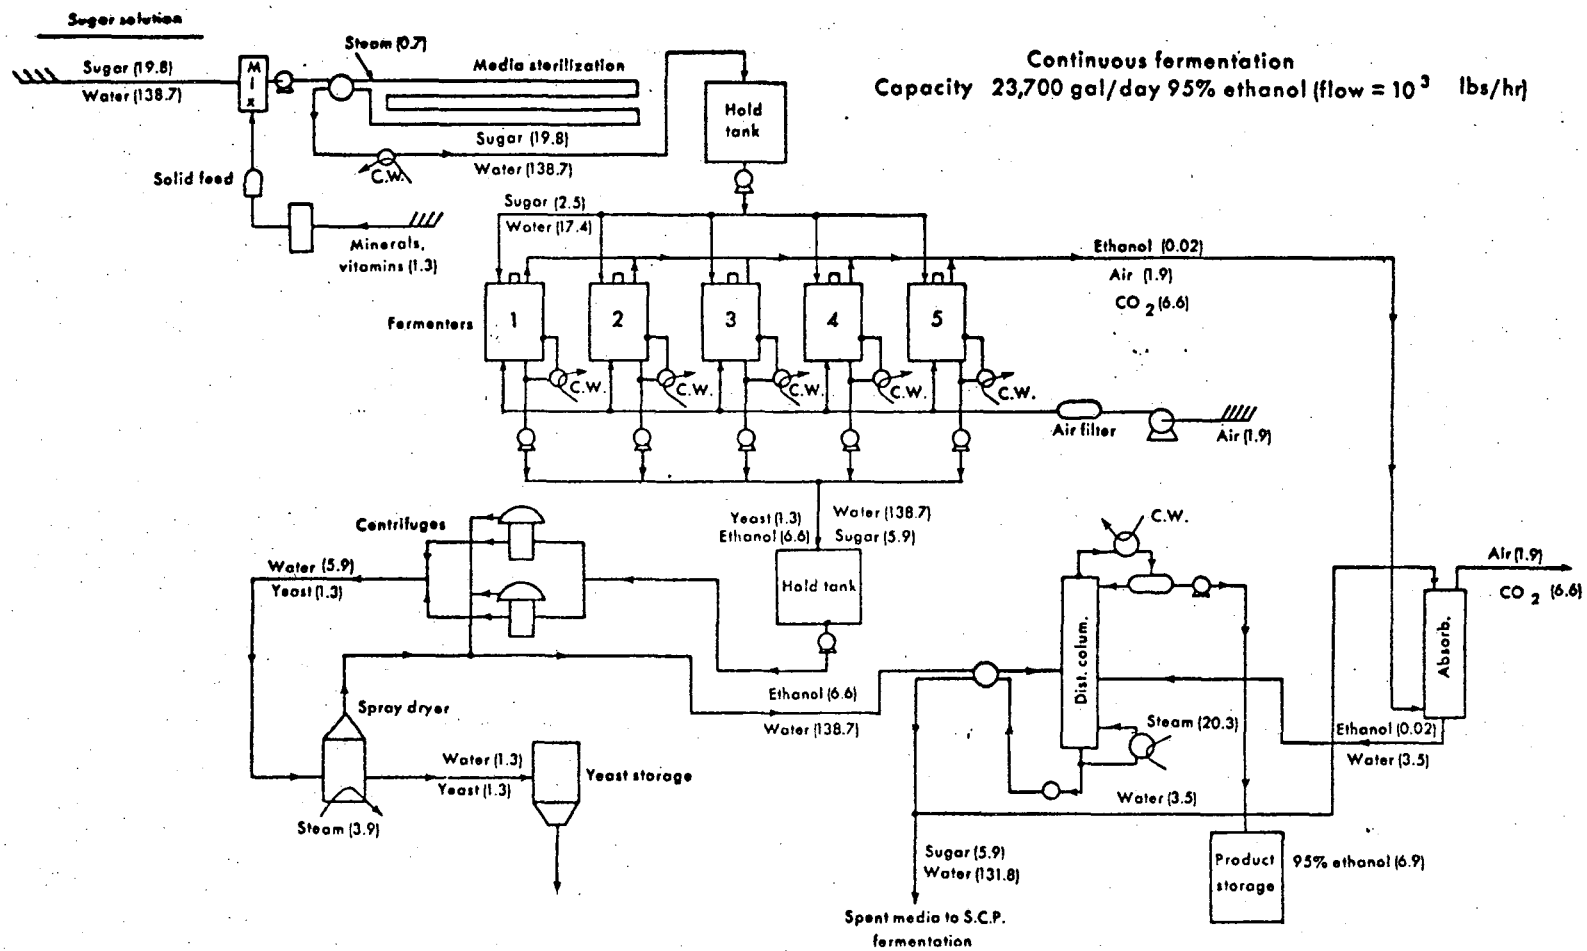 Sugar solution
Continuous fermentation
Capacity 23,700 gal/day 95% ethanol (flow = 10³ lbs/hr)
Sugar (19.8)
Water (138.7)
Mix
Steam (0.7)
Media sterilization
Sugar (19.8)
Water (138.7)
C.W.
Hold
tank
Solid feed
Minerals,
vitamins (1.3)
Sugar (2.5)
Water (17.4)
Ethanol (0.02)
Air (1.9)
CO 2 (6.6)
Fermenters
1
2
3
4
5
C.W.
C.W.
C.W.
C.W.
C.W.
Air filter
Air (1.9)
Yeast (1.3)
Ethanol (6.6)
Water (138.7)
Sugar (5.9)
Centrifuges
Hold tank
C.W.
Air (1.9)
CO 2 (6.6)
Water (5.9)
Yeast (1.3)
Dist. colum.
Absorb.
Ethanol (6.6)
Water (138.7)
Spray dryer
Steam (20.3)
Ethanol (0.02)
Water (3.5)
Water (1.3)
Yeast (1.3)
Yeast storage
Steam (3.9)
Water (3.5)
Sugar (5.9)
Water (131.8)
Product
storage
95% ethanol (6.9)
Spent media to S.C.P.
fermentation